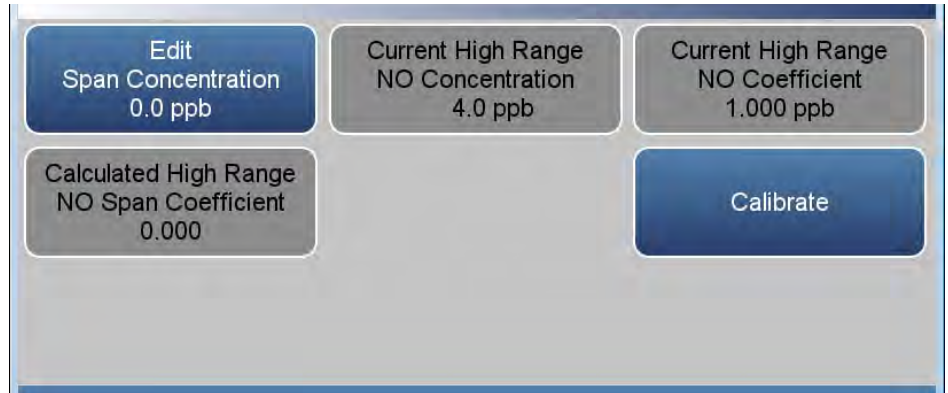 Edit
Span Concentration
0.0 ppb
Current High Range
NO Concentration
4.0 ppb
Current High Range
NO Coefficient
1.000 ppb
Calculated High Range
NO Span Coefficient
0.000
Calibrate